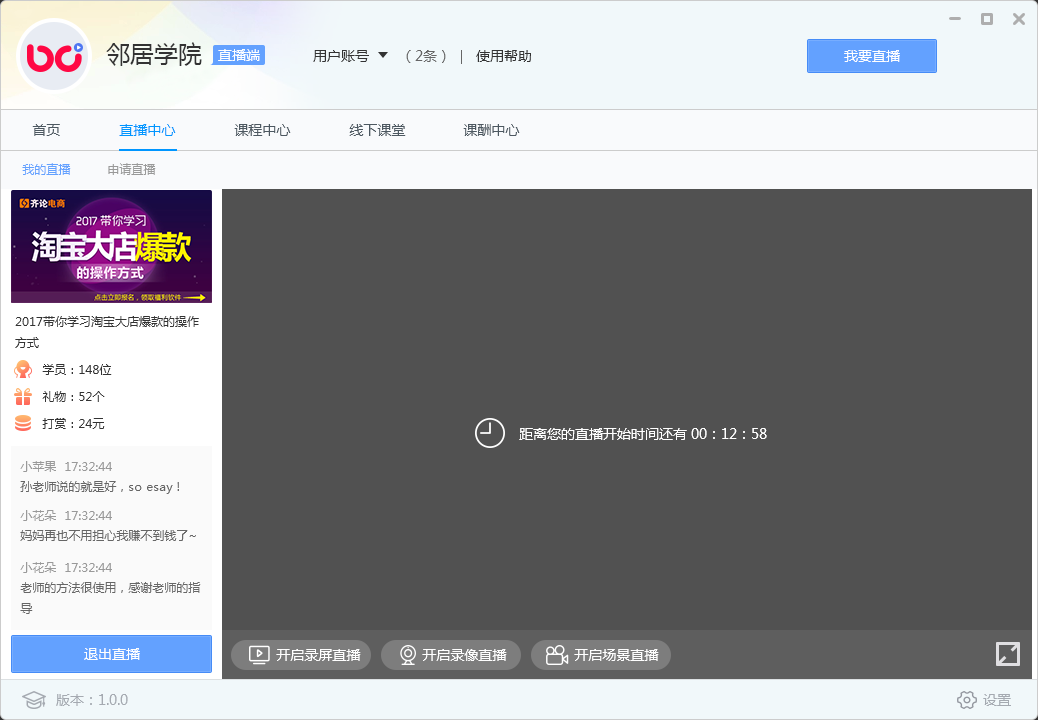 邻居学院 直播端 用户账号 （2条） | 使用帮助 我要直播
首页 直播中心 课程中心 线下课堂 课酬中心
我的直播 申请直播
齐论电商
2017 带你学习
淘宝大店爆款
的操作方式
点击立即报名，领取福利软件
2017带你学习淘宝大店爆款的操作
方式
学员：148位
礼物：52个
打赏：24元
小苹果 17:32:44
孙老师说的就是好，so esay！
小花朵 17:32:44
妈妈再也不用担心我赚不到钱了~
小花朵 17:32:44
老师的方法很使用，感谢老师的指
导
退出直播
距离您的直播开始时间还有 00：12：58
开启录屏直播 开启录像直播 开启场景直播
版本：1.0.0 设置